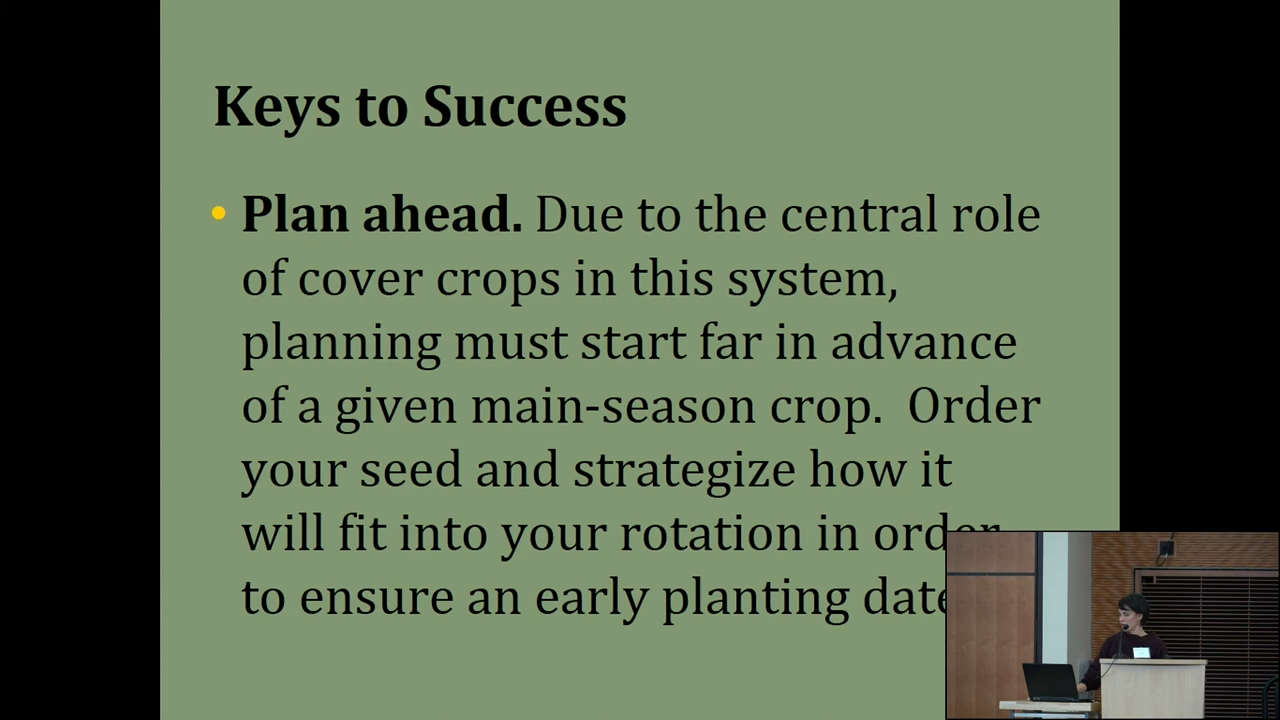 Keys to Success
• Plan ahead. Due to the central role
of cover crops in this system,
planning must start far in advance
of a given main-season crop.  Order
your seed and strategize how it
will fit into your rotation in order
to ensure an early planting date